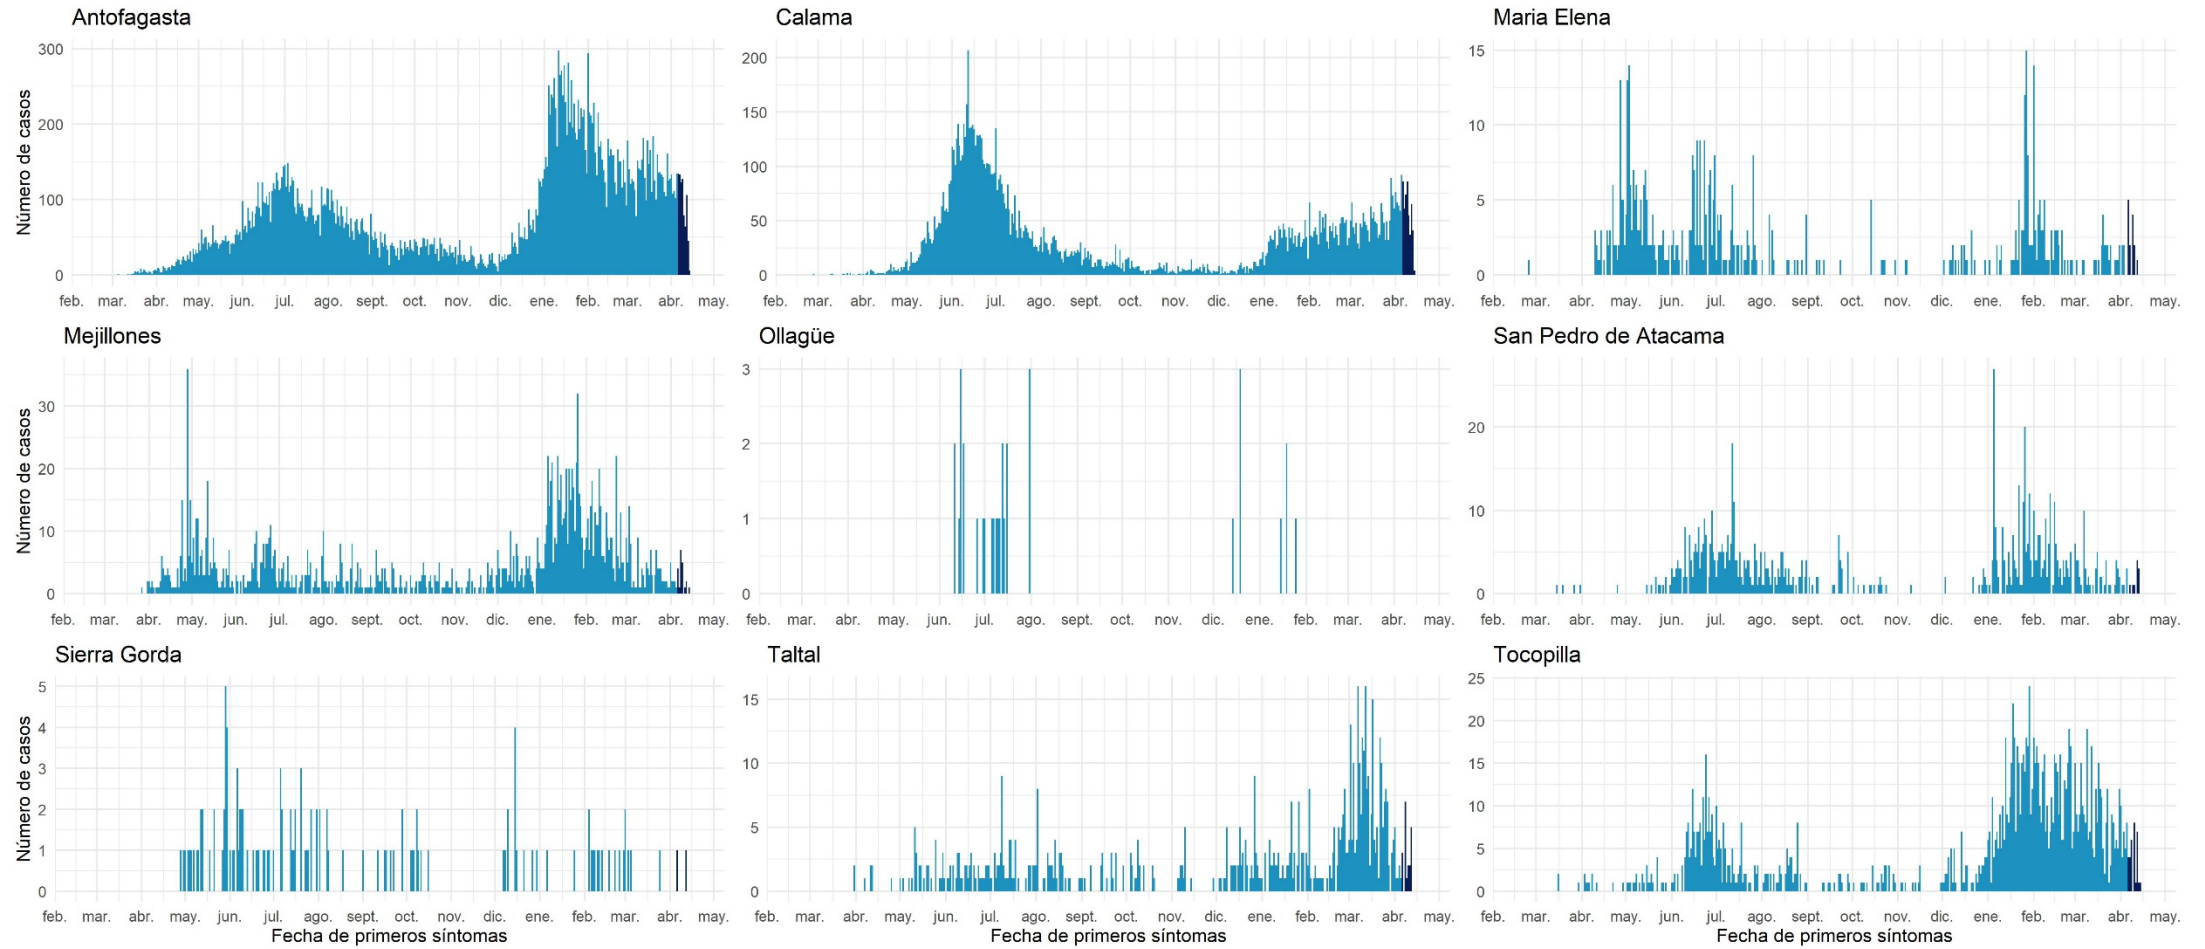 Antofagasta
Número de casos
300
200
100
0
feb. mar. abr. may. jun. jul. ago. sept. oct. nov. dic. ene. feb. mar. abr. may.
Calama
200
150
100
50
0
feb. mar. abr. may. jun. jul. ago. sept. oct. nov. dic. ene. feb. mar. abr. may.
Maria Elena
15
10
5
0
feb. mar. abr. may. jun. jul. ago. sept. oct. nov. dic. ene. feb. mar. abr. may.
Mejillones
Número de casos
30
20
10
0
feb. mar. abr. may. jun. jul. ago. sept. oct. nov. dic. ene. feb. mar. abr. may.
Ollagüe
3
2
1
0
feb. mar. abr. may. jun. jul. ago. sept. oct. nov. dic. ene. feb. mar. abr. may.
San Pedro de Atacama
20
10
0
feb. mar. abr. may. jun. jul. ago. sept. oct. nov. dic. ene. feb. mar. abr. may.
Sierra Gorda
Número de casos
5
4
3
2
1
0
feb. mar. abr. may. jun. jul. ago. sept. oct. nov. dic. ene. feb. mar. abr. may.
Fecha de primeros síntomas
Taltal
15
10
5
0
feb. mar. abr. may. jun. jul. ago. sept. oct. nov. dic. ene. feb. mar. abr. may.
Fecha de primeros síntomas
Tocopilla
25
20
15
10
5
0
feb. mar. abr. may. jun. jul. ago. sept. oct. nov. dic. ene. feb. mar. abr. may.
Fecha de primeros síntomas